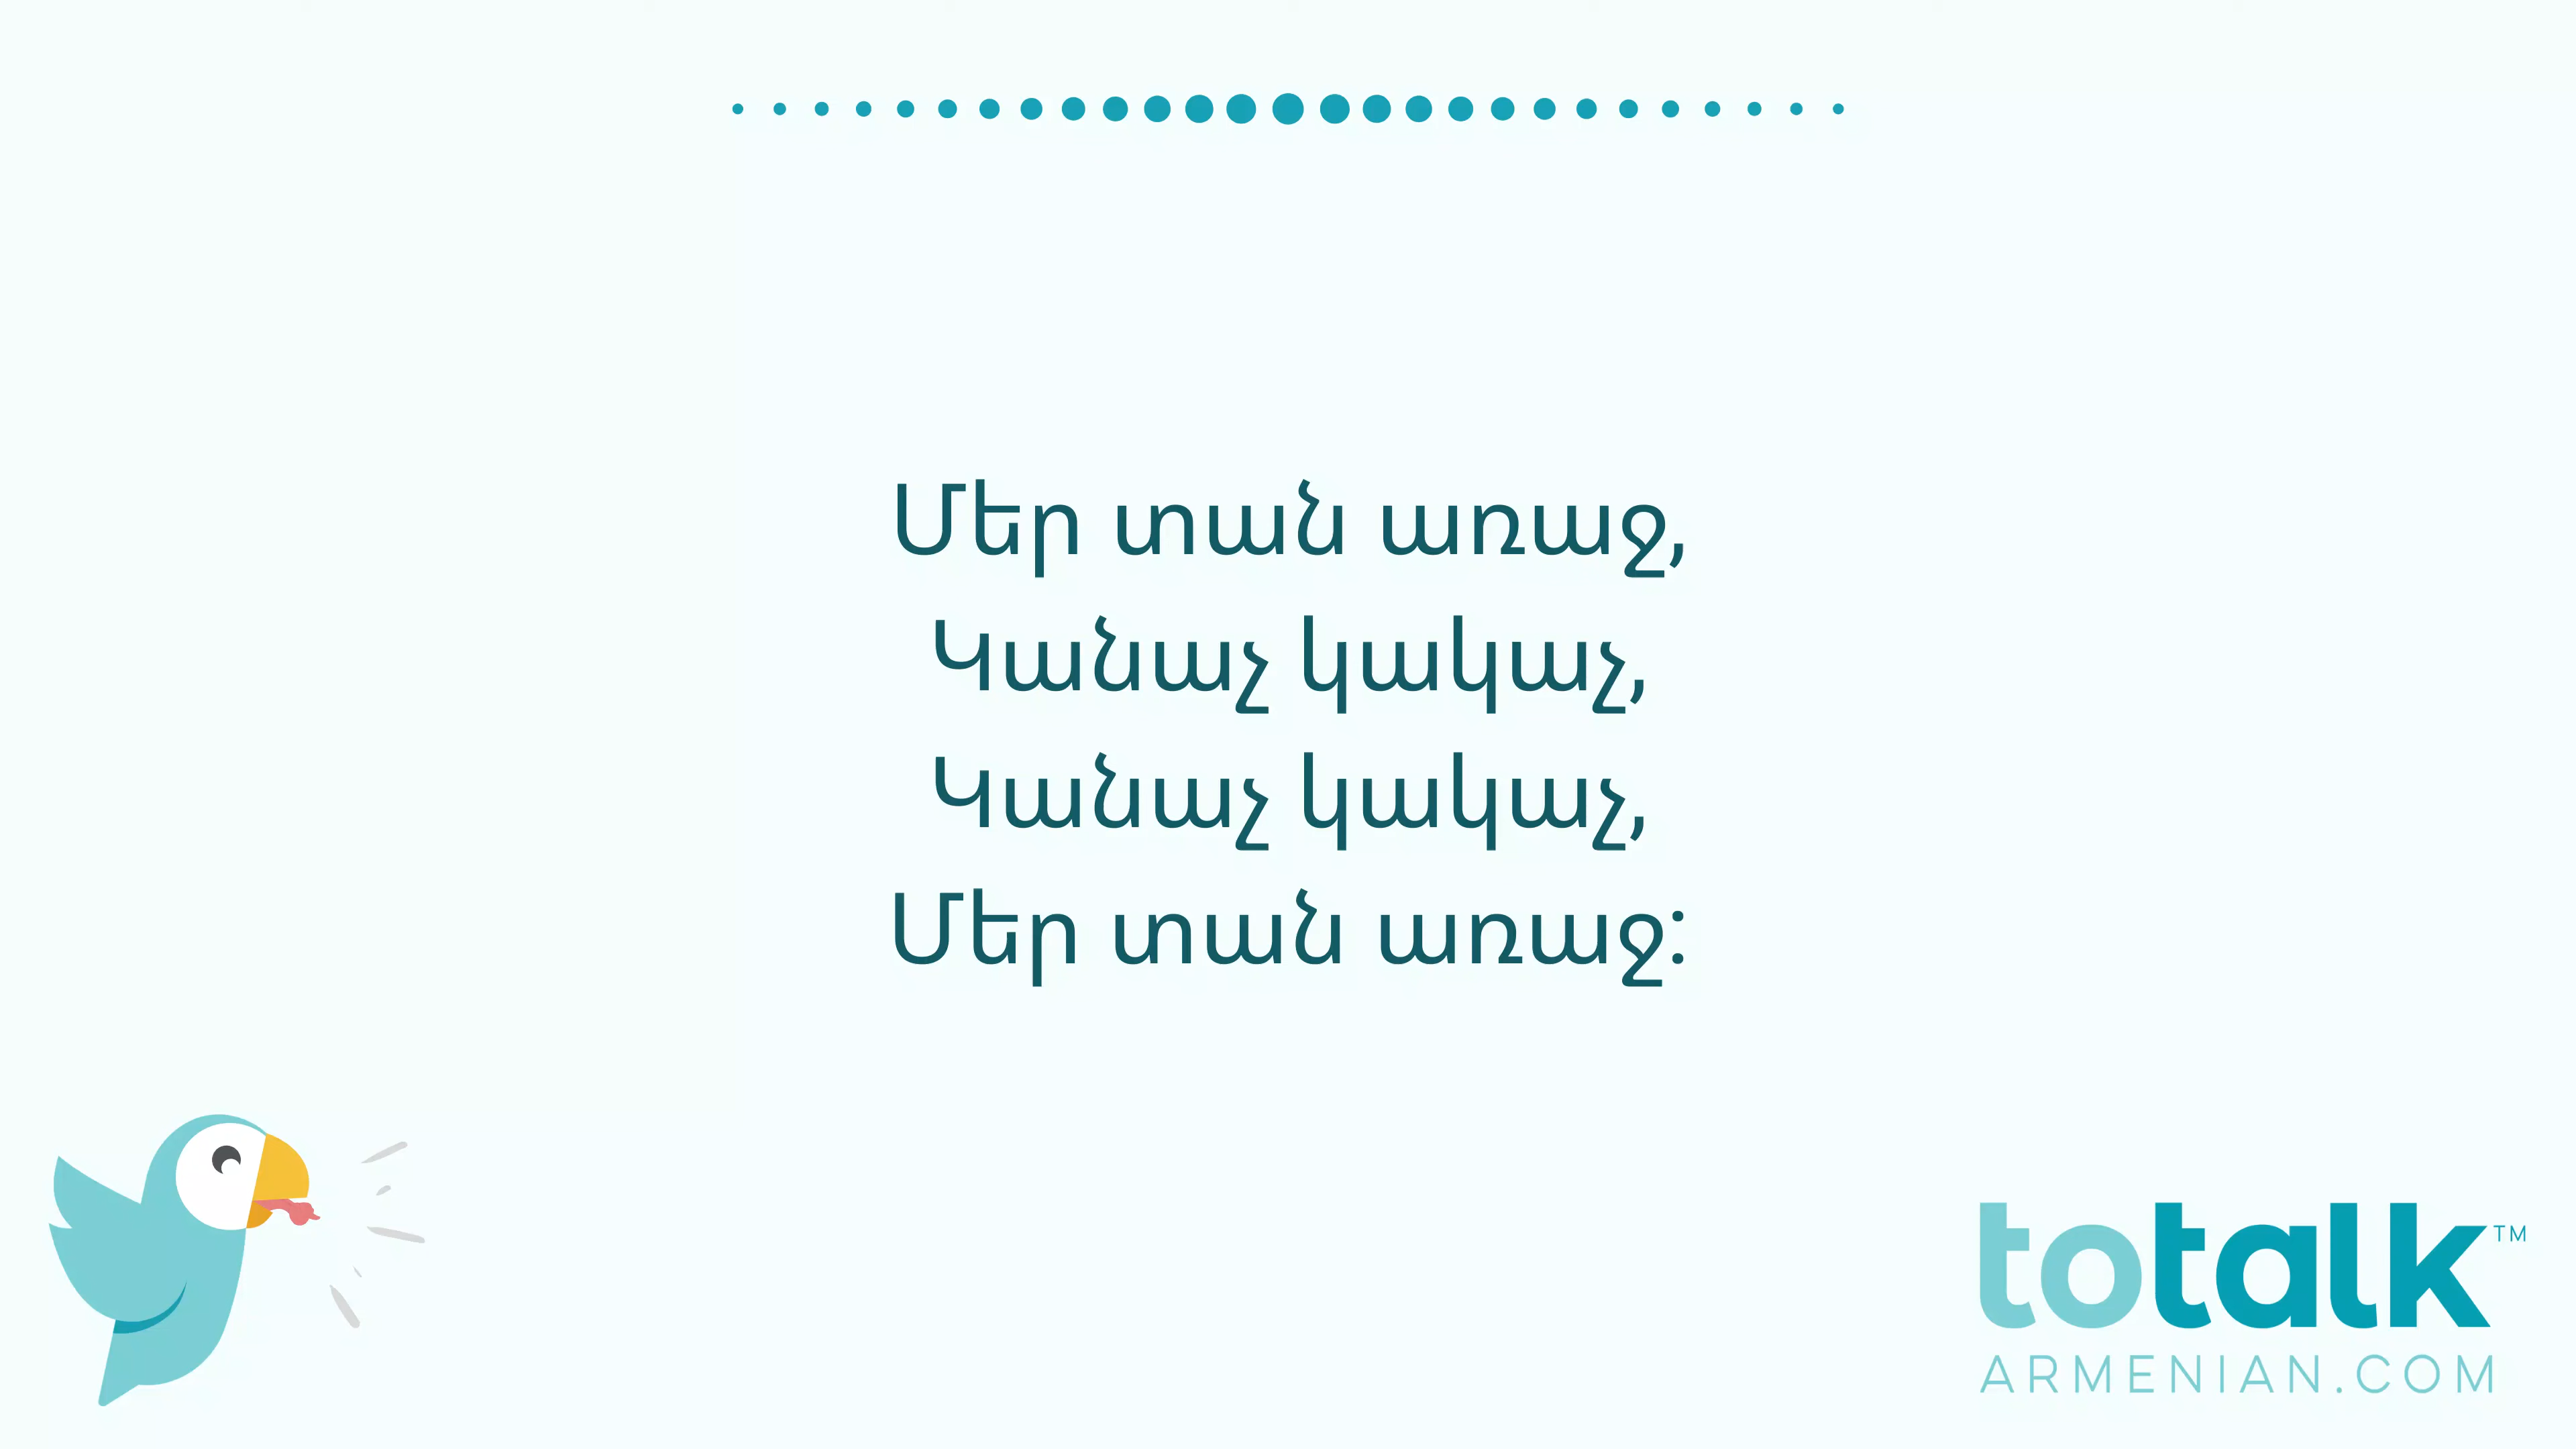 Մեր տան առաջ,
Կանաչ կակաչ,
Կանաչ կակաչ,
Մեր տան առաջ:
totalk™
ARMENIAN.COM